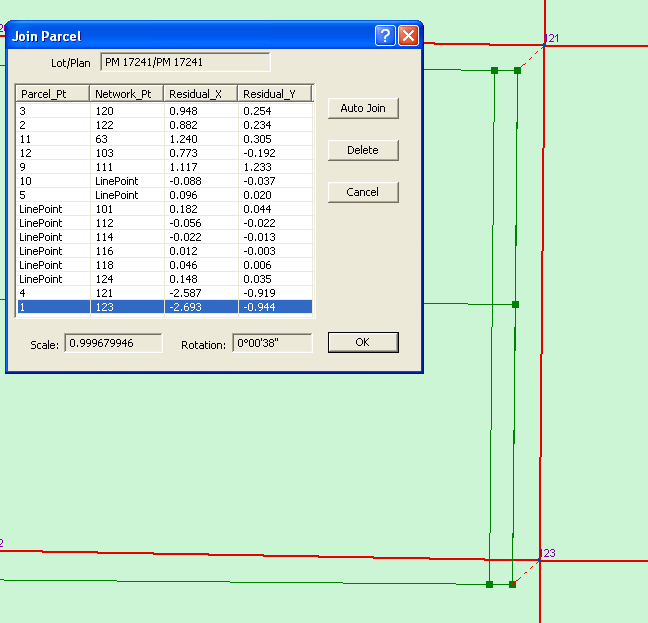 Join Parcel
121
Lot/Plan PM 17241/PM 17241
Parcel_Pt Network_Pt Residual_X Residual_Y
3 120 0.948 0.254
2 122 0.882 0.234
11 63 1.240 0.305
12 103 0.773 -0.192
9 111 1.117 1.233
10 LinePoint -0.088 -0.037
5 LinePoint 0.096 0.020
LinePoint 101 0.182 0.044
LinePoint 112 -0.056 -0.022
LinePoint 114 -0.022 -0.013
LinePoint 116 0.012 -0.003
LinePoint 118 0.046 0.006
LinePoint 124 0.148 0.035
4 121 -2.587 -0.919
1 123 -2.693 -0.944
Auto Join
Delete
Cancel
Scale: 0.999679946 Rotation: 0°00'38" OK
2
123